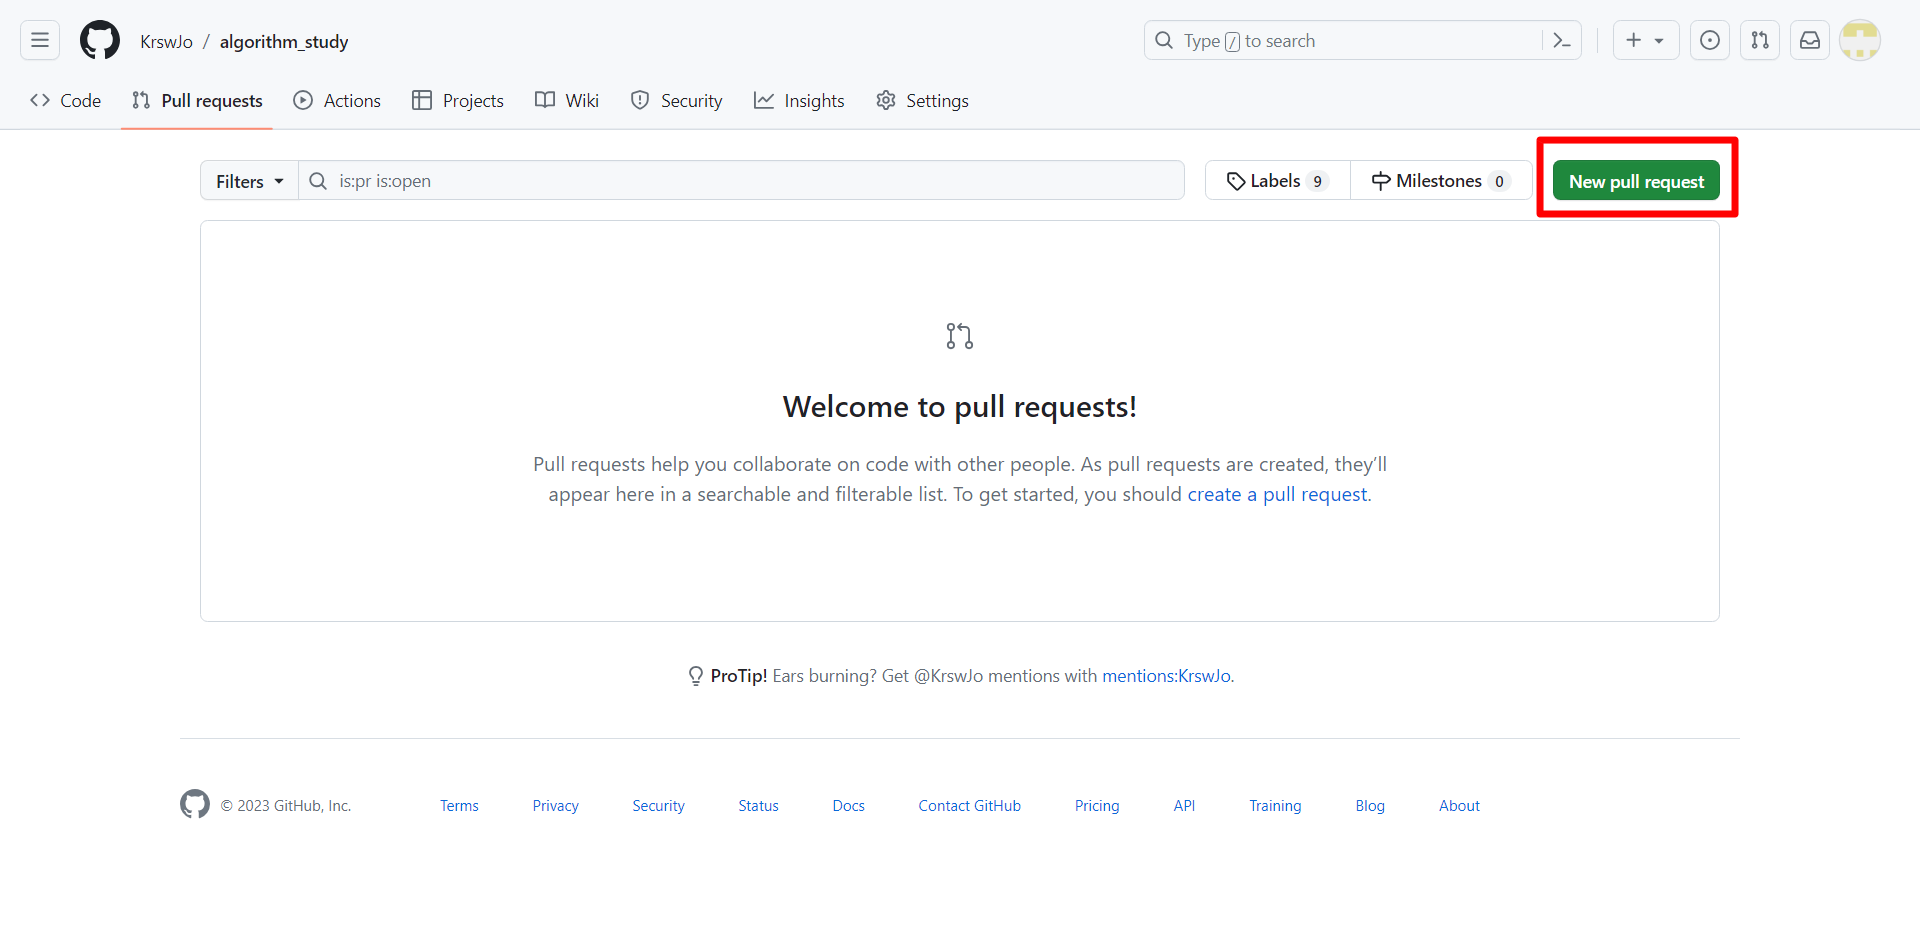 KrswJo / algorithm_study
Type / to search
Code
Pull requests
Actions
Projects
Wiki
Security
Insights
Settings
Filters
is:pr is:open
Labels 9
Milestones 0
New pull request
Welcome to pull requests!
Pull requests help you collaborate on code with other people. As pull requests are created, they’ll
appear here in a searchable and filterable list. To get started, you should create a pull request.
ProTip! Ears burning? Get @KrswJo mentions with mentions:KrswJo.
© 2023 GitHub, Inc.
Terms
Privacy
Security
Status
Docs
Contact GitHub
Pricing
API
Training
Blog
About